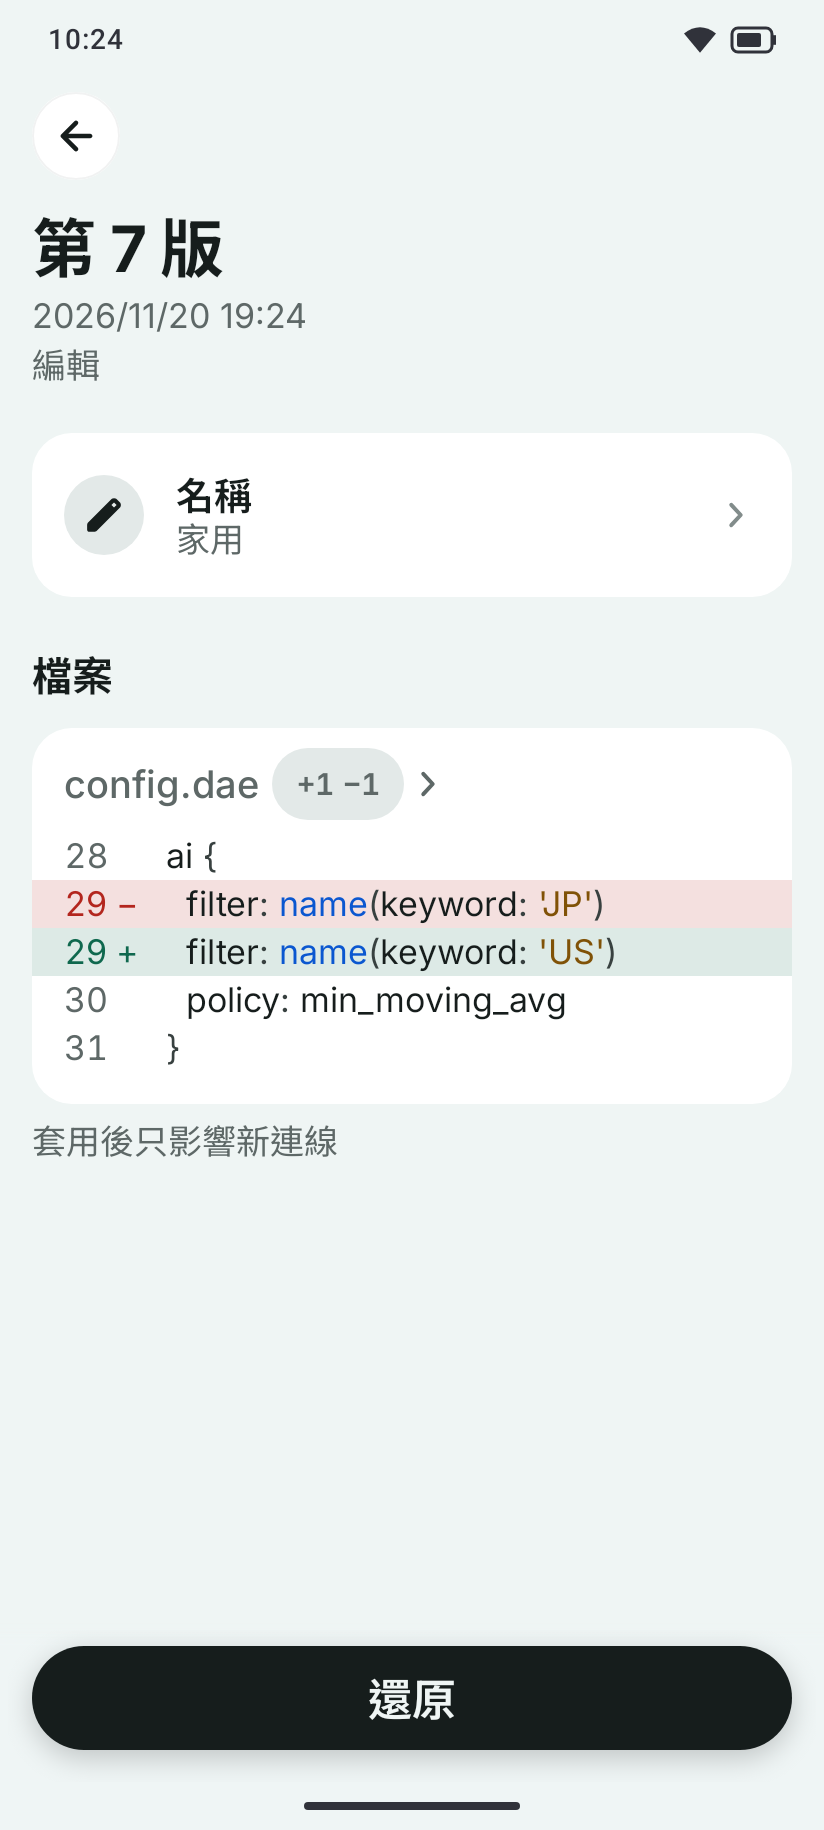 10:24
第 7 版
2026/11/20 19:24
編輯
名稱
家用
檔案
config.dae +1 −1
28 ai {
29 − filter: name(keyword: 'JP')
29 + filter: name(keyword: 'US')
30 policy: min_moving_avg
31 }
套用後只影響新連線
還原